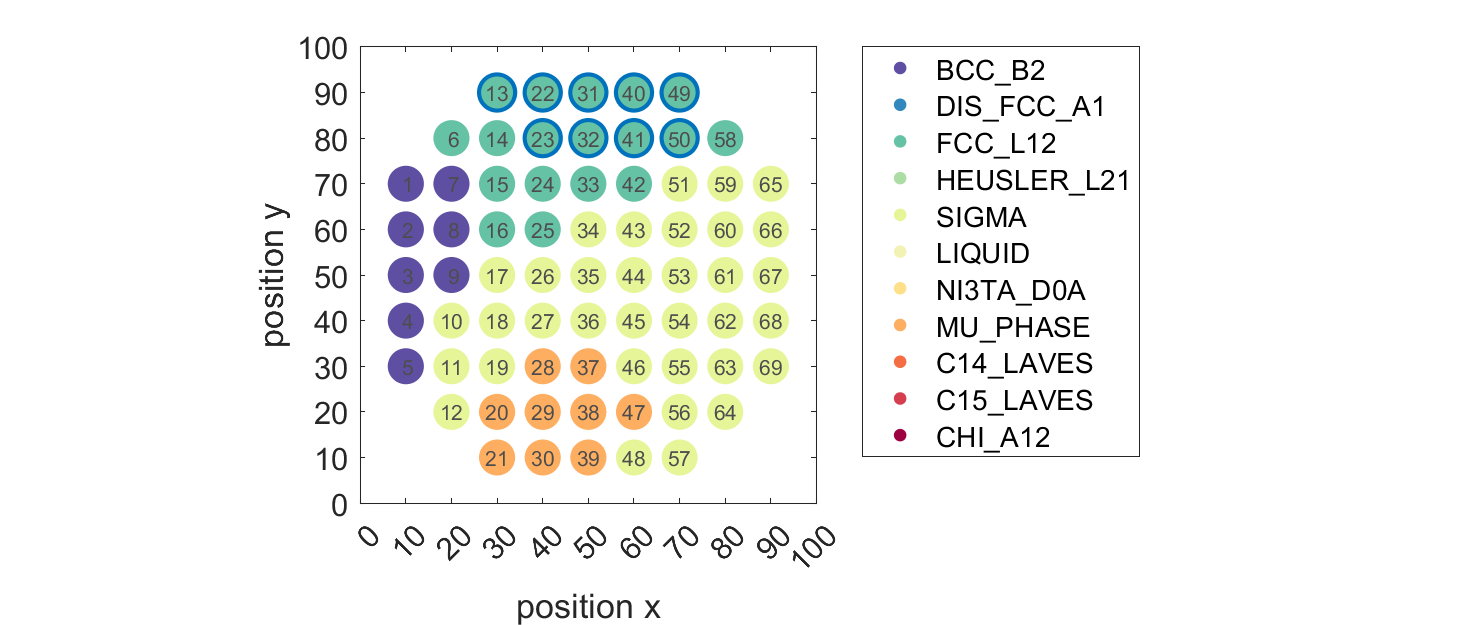 100
90
80
70
60
50
40
30
20
10
0
position y
13 22 31 40 49
6 14 23 32 41 50 58
1 7 15 24 33 42 51 59 65
2 8 16 25 34 43 52 60 66
3 9 17 26 35 44 53 61 67
4 10 18 27 36 45 54 62 68
5 11 19 28 37 46 55 63 69
12 20 29 38 47 56 64
21 30 39 48 57
0 10 20 30 40 50 60 70 80 90 100
position x
BCC_B2
DIS_FCC_A1
FCC_L12
HEUSLER_L21
SIGMA
LIQUID
NI3TA_D0A
MU_PHASE
C14_LAVES
C15_LAVES
CHI_A12